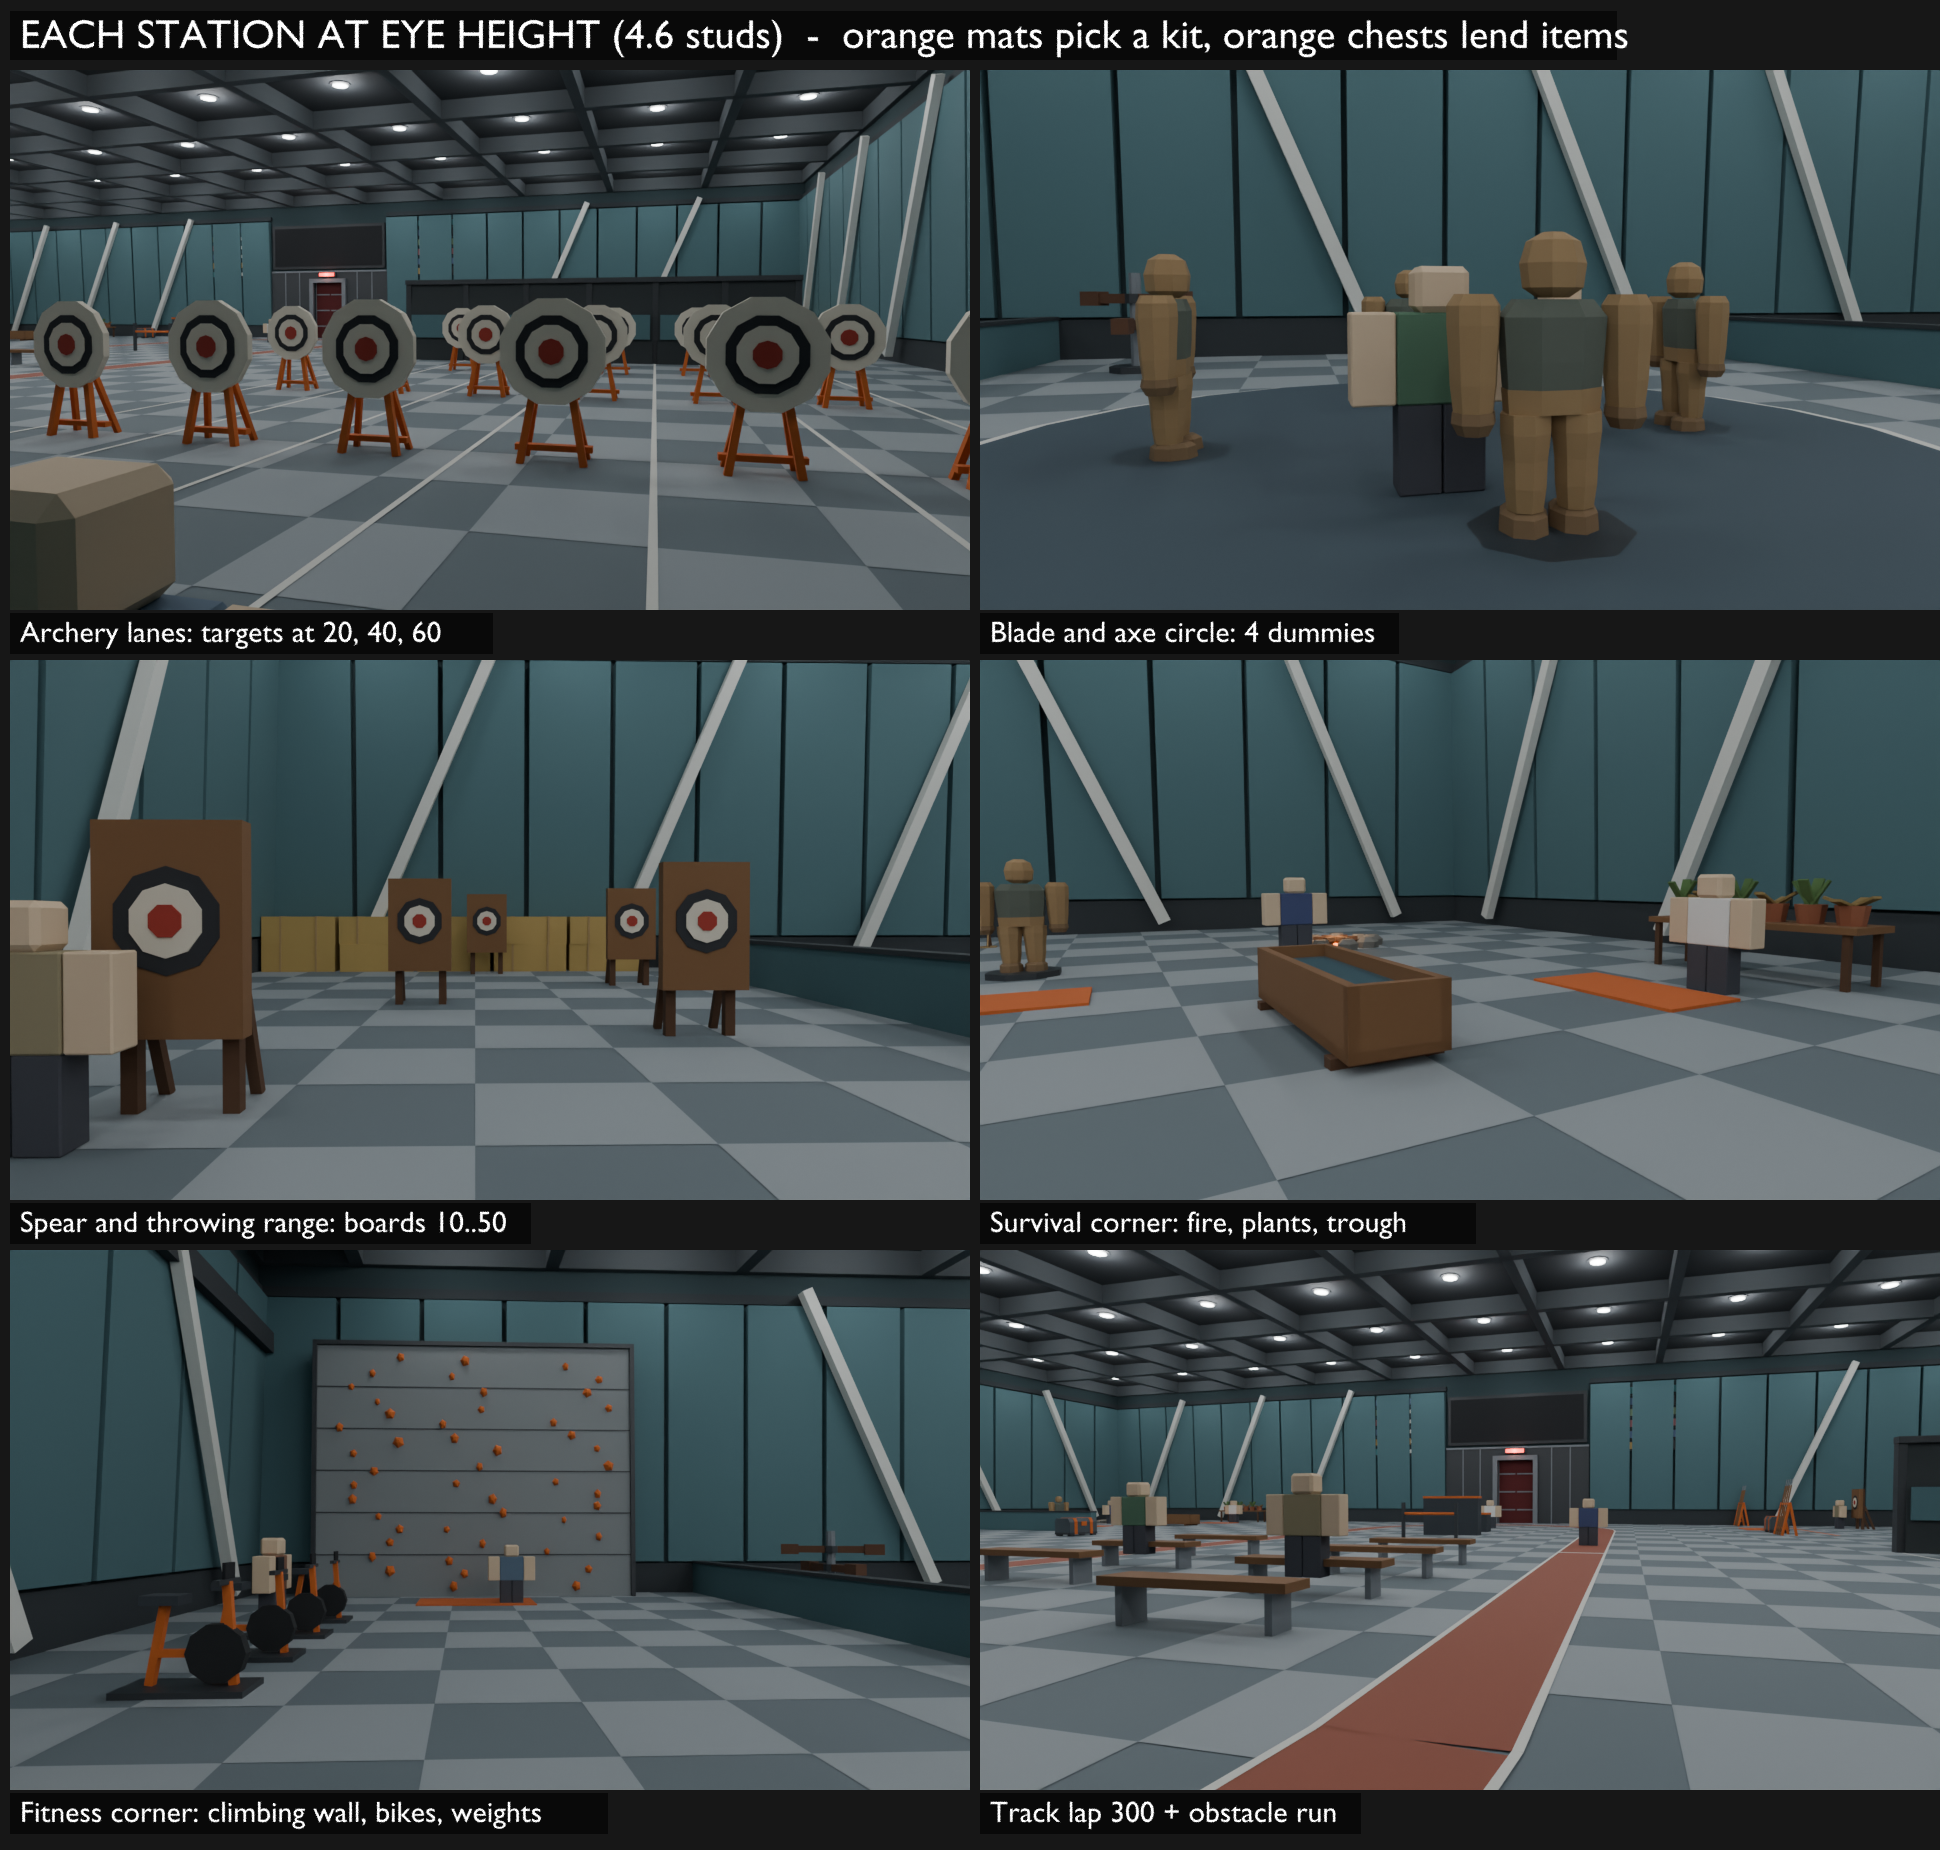 EACH STATION AT EYE HEIGHT (4.6 studs)  -  orange mats pick a kit, orange chests lend items
Archery lanes: targets at 20, 40, 60
Blade and axe circle: 4 dummies
Spear and throwing range: boards 10..50
Survival corner: fire, plants, trough
Fitness corner: climbing wall, bikes, weights
Track lap 300 + obstacle run